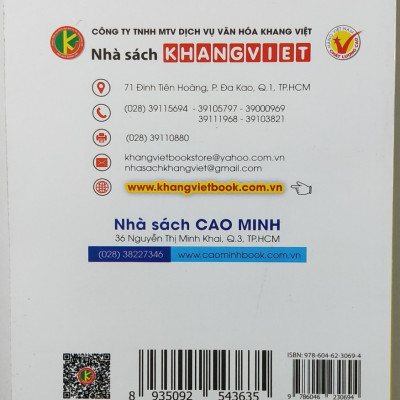 CÔNG TY TNHH MTV DỊCH VỤ VĂN HÓA KHANG VIỆT
Nhà sách KHANGVIET
71 Đinh Tiên Hoàng, P. Đa Kao, Q.1, TP.HCM
(028) 39115694 - 39105797 - 39000969
39111968 - 39103821
(028) 39110880
khangvietbookstore@yahoo.com.vn
nhasachkhangviet@gmail.com
www.khangvietbook.com.vn
Nhà sách CAO MINH
36 Nguyễn Thị Minh Khai, Q.3, TP.HCM
(028) 38227346 www.caominhbook.com.vn
ISBN: 978-604-62-3069-4
8 935092 543635
9 786046 230694